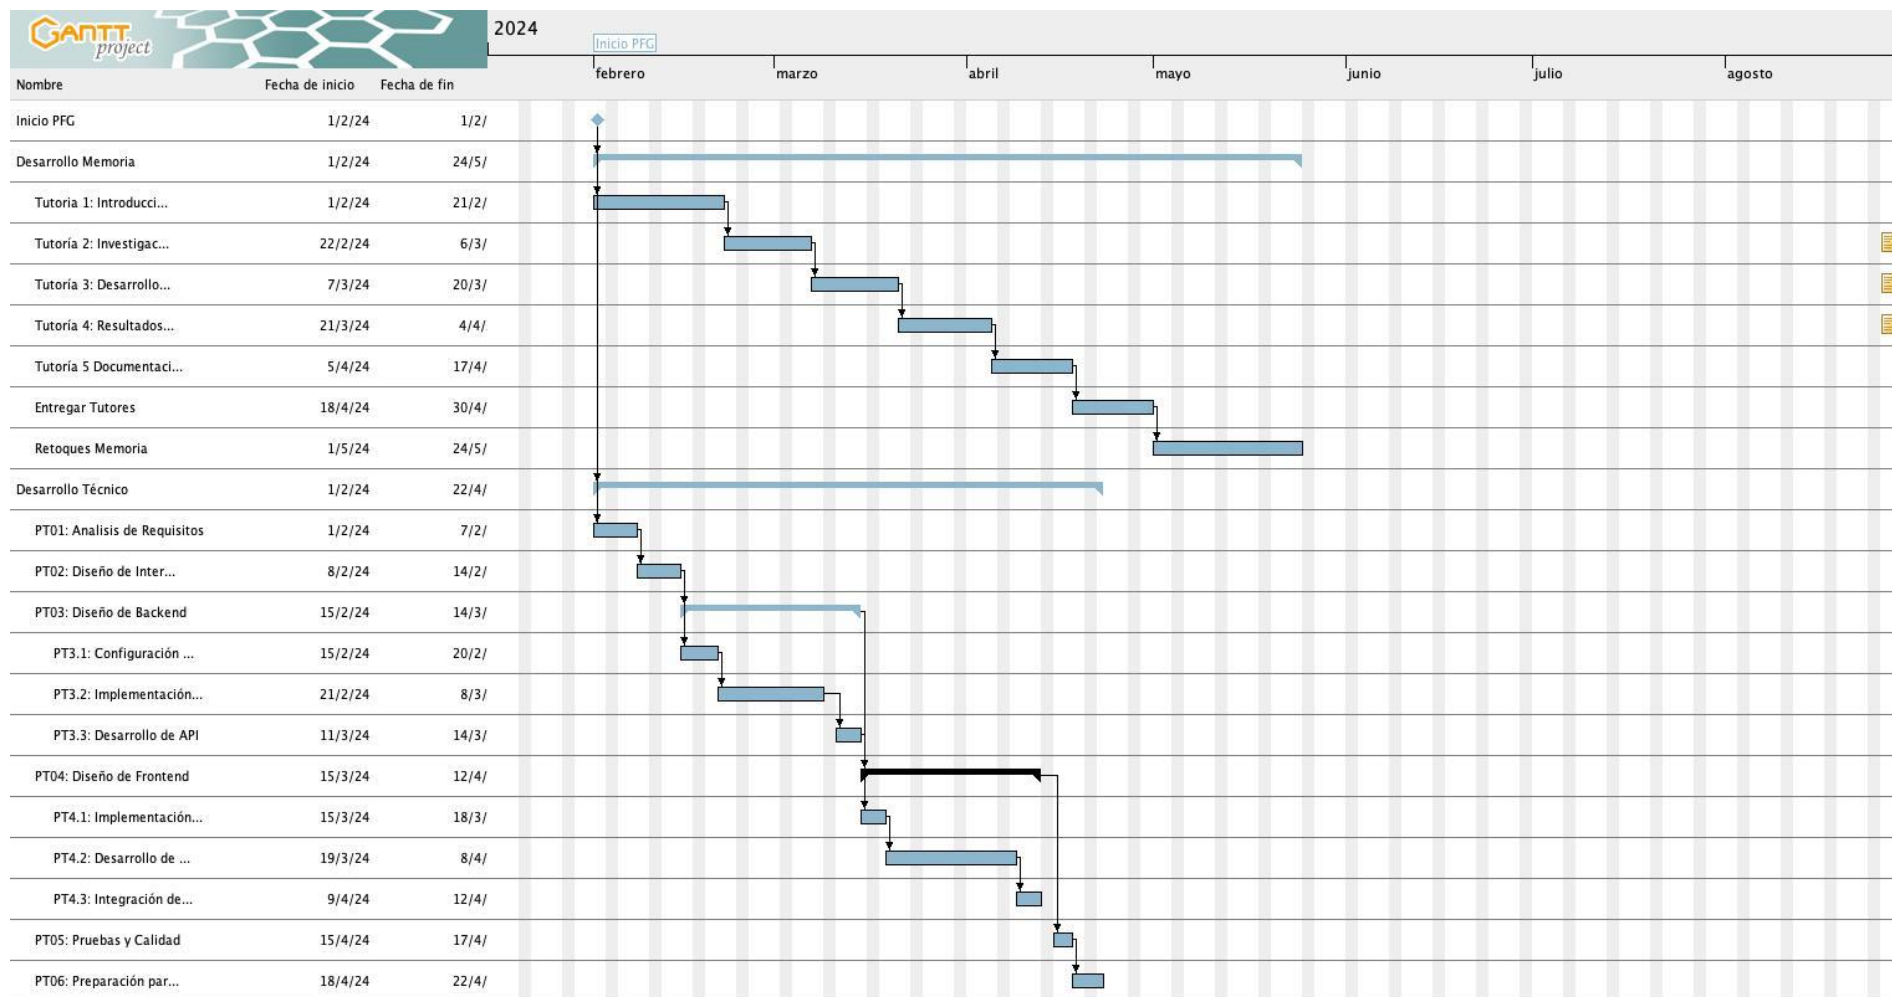 GANTT
project
2024
Inicio PFG
febrero marzo abril mayo junio julio agosto
Nombre Fecha de inicio Fecha de fin
Inicio PFG 1/2/24 1/2/
Desarrollo Memoria 1/2/24 24/5/
Tutoria 1: Introducci... 1/2/24 21/2/
Tutoría 2: Investigac... 22/2/24 6/3/
Tutoría 3: Desarrollo... 7/3/24 20/3/
Tutoría 4: Resultados... 21/3/24 4/4/
Tutoría 5 Documentaci... 5/4/24 17/4/
Entregar Tutores 18/4/24 30/4/
Retoques Memoria 1/5/24 24/5/
Desarrollo Técnico 1/2/24 22/4/
PT01: Analisis de Requisitos 1/2/24 7/2/
PT02: Diseño de Inter... 8/2/24 14/2/
PT03: Diseño de Backend 15/2/24 14/3/
PT3.1: Configuración ... 15/2/24 20/2/
PT3.2: Implementación... 21/2/24 8/3/
PT3.3: Desarrollo de API 11/3/24 14/3/
PT04: Diseño de Frontend 15/3/24 12/4/
PT4.1: Implementación... 15/3/24 18/3/
PT4.2: Desarrollo de ... 19/3/24 8/4/
PT4.3: Integración de... 9/4/24 12/4/
PT05: Pruebas y Calidad 15/4/24 17/4/
PT06: Preparación par... 18/4/24 22/4/